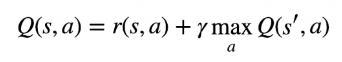 Q(s, a) = r(s, a) + γ max Q(s′, a)
a